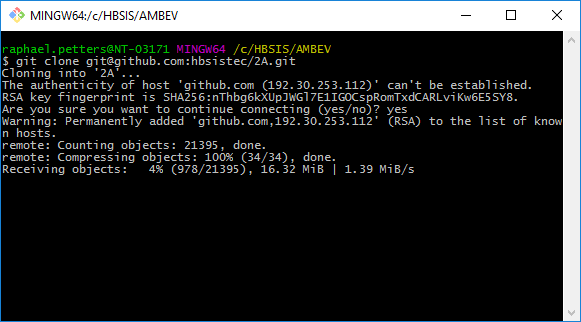 MINGW64:/c/HBSIS/AMBEV
raphael.petters@NT-03171 MINGW64 /c/HBSIS/AMBEV
$ git clone git@github.com:hbsistec/2A.git
Cloning into '2A'...
The authenticity of host 'github.com (192.30.253.112)' can't be established.
RSA key fingerprint is SHA256:nThbg6kXUpJWGl7E1IGOCspRomTxdCARLviKw6E5SY8.
Are you sure you want to continue connecting (yes/no)? yes
Warning: Permanently added 'github.com,192.30.253.112' (RSA) to the list of know
n hosts.
remote: Counting objects: 21395, done.
remote: Compressing objects: 100% (34/34), done.
Receiving objects:   4% (978/21395), 16.32 MiB | 1.39 MiB/s